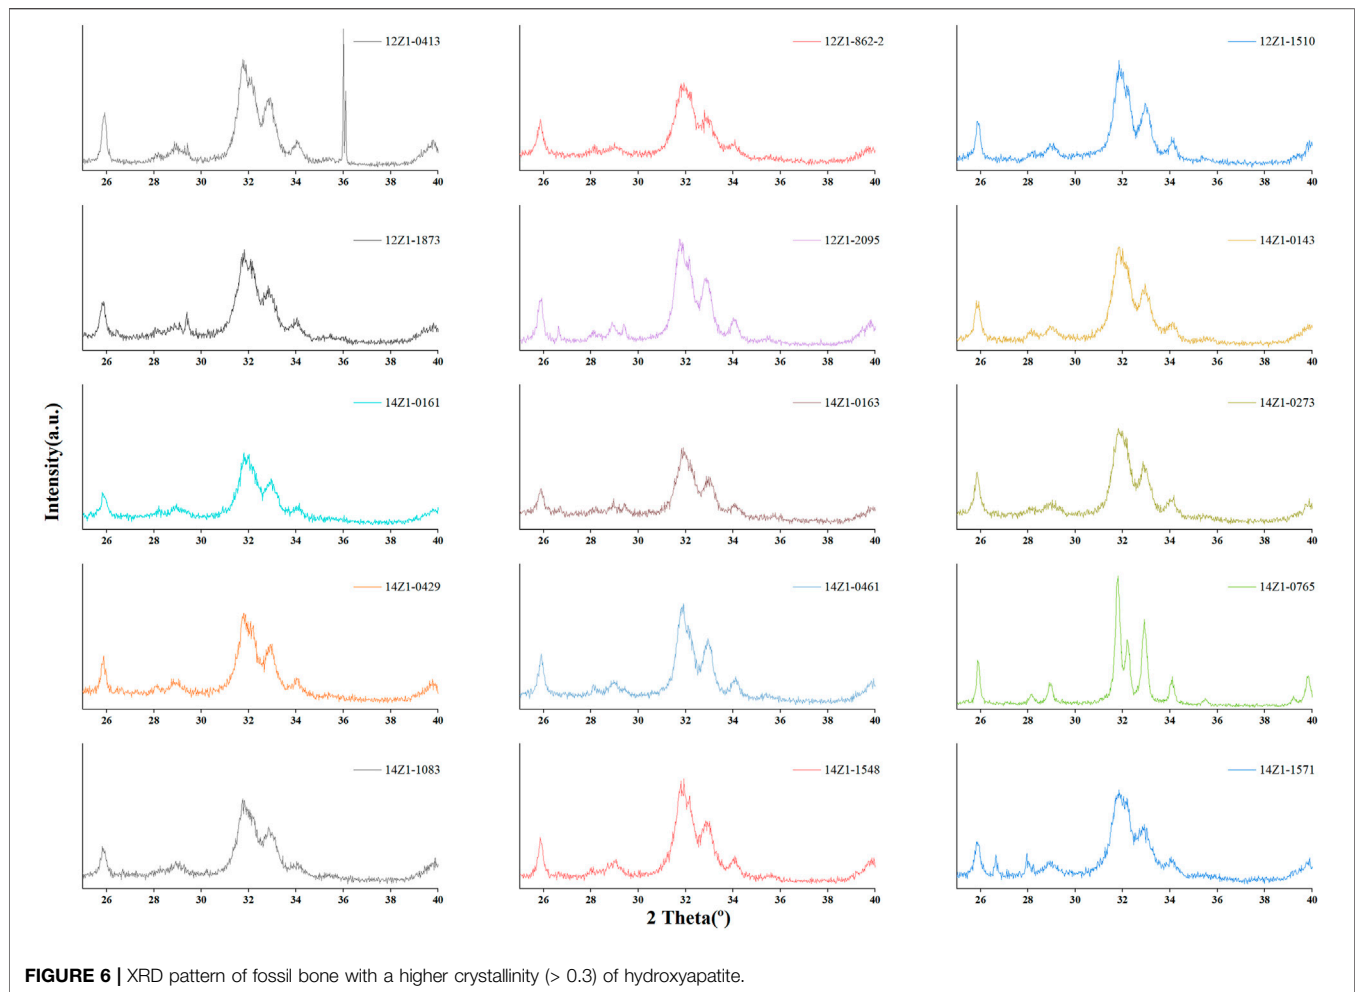 12Z1-0413 12Z1-862-2 12Z1-1510
26 28 30 32 34 36 38 40 26 28 30 32 34 36 38 40 26 28 30 32 34 36 38 40
12Z1-1873 12Z1-2095 14Z1-0143
26 28 30 32 34 36 38 40 26 28 30 32 34 36 38 40 26 28 30 32 34 36 38 40
Intensity(a.u.)
14Z1-0161 14Z1-0163 14Z1-0273
26 28 30 32 34 36 38 40 26 28 30 32 34 36 38 40 26 28 30 32 34 36 38 40
14Z1-0429 14Z1-0461 14Z1-0765
26 28 30 32 34 36 38 40 26 28 30 32 34 36 38 40 26 28 30 32 34 36 38 40
14Z1-1083 14Z1-1548 14Z1-1571
26 28 30 32 34 36 38 40 26 28 30 32 34 36 38 40 26 28 30 32 34 36 38 40
2 Theta(º)
FIGURE 6 | XRD pattern of fossil bone with a higher crystallinity (> 0.3) of hydroxyapatite.